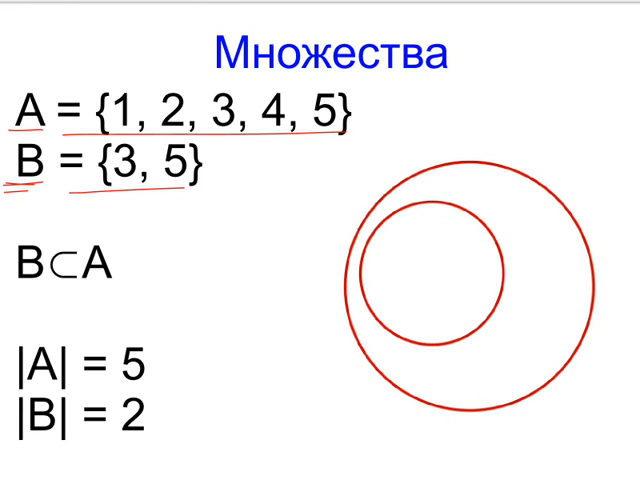 Множества
A = {1, 2, 3, 4, 5}
B = {3, 5}
B⊂A
|A| = 5
|B| = 2